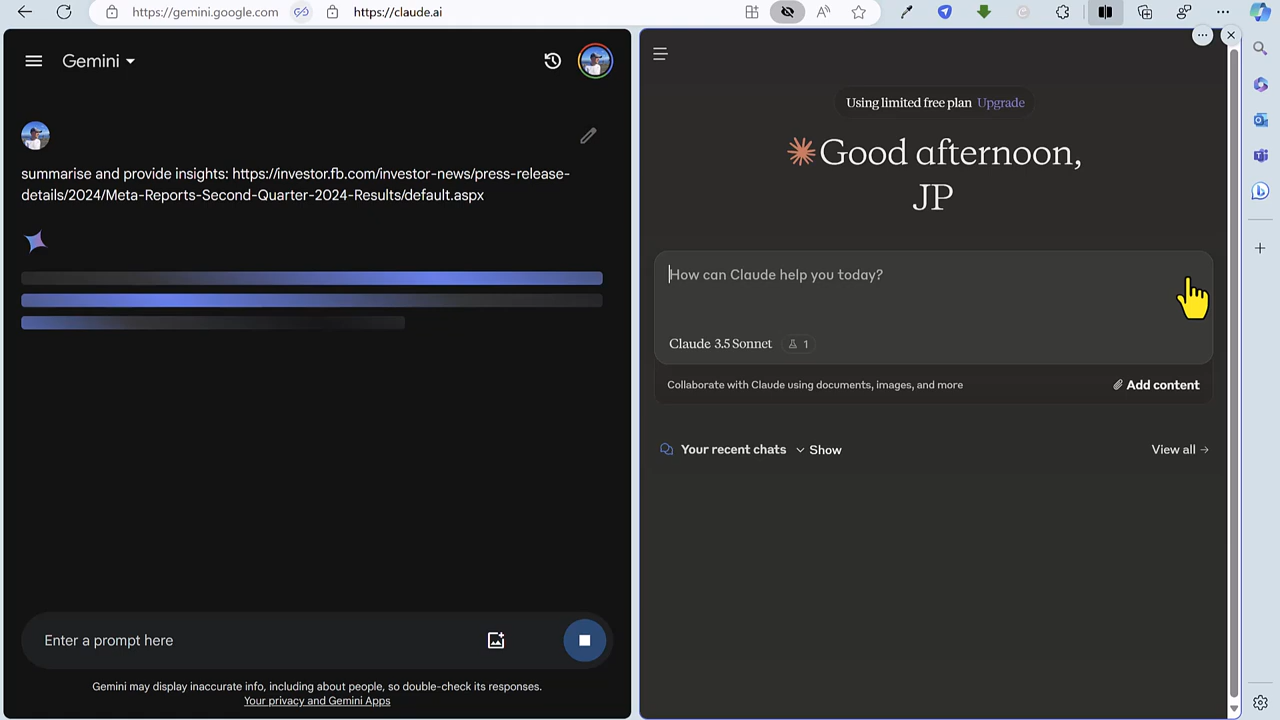 https://gemini.google.com
https://claude.ai
Gemini
summarise and provide insights: https://investor.fb.com/investor-news/press-release-
details/2024/Meta-Reports-Second-Quarter-2024-Results/default.aspx
Enter a prompt here
Gemini may display inaccurate info, including about people, so double-check its responses.
Your privacy and Gemini Apps
Using limited free plan Upgrade
Good afternoon,
JP
How can Claude help you today?
Claude 3.5 Sonnet 1
Collaborate with Claude using documents, images, and more Add content
Your recent chats Show View all